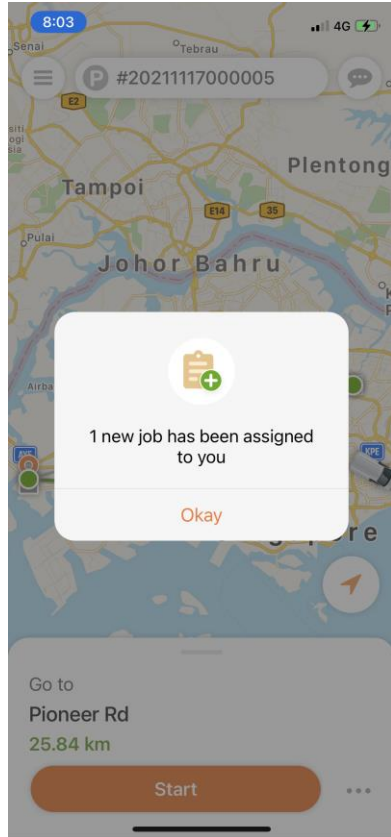 8:03
4G
Senai
Tebrau
P #20211117000005
E2
Plentong
Tampoi
E14
35
Pulai
Johor Bahru
Airba
1 new job has been assigned
to you
KPE
Okay
Go to
Pioneer Rd
25.84 km
Start